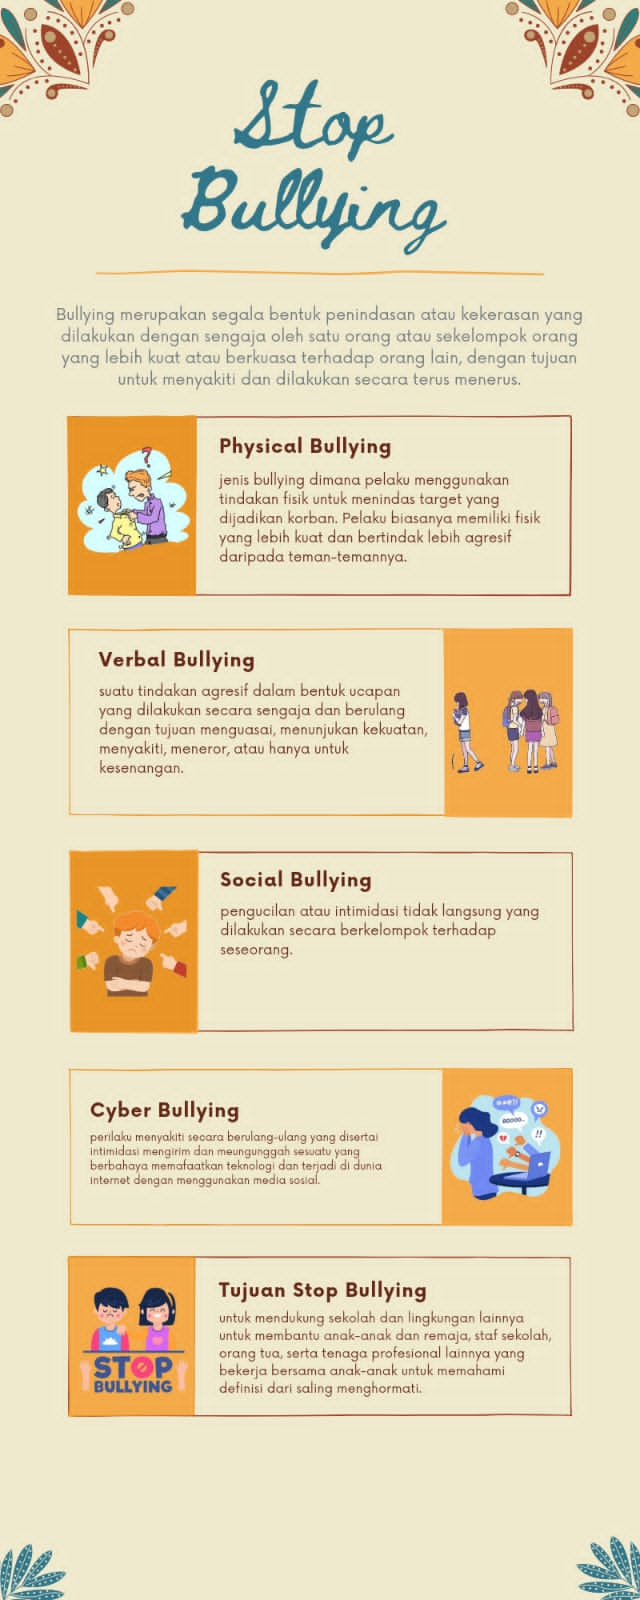 Stop
Bullying
Bullying merupakan segala bentuk penindasan atau kekerasan yang
dilakukan dengan sengaja oleh satu orang atau sekelompok orang
yang lebih kuat atau berkuasa terhadap orang lain, dengan tujuan
untuk menyakiti dan dilakukan secara terus menerus.
?
Physical Bullying
jenis bullying dimana pelaku menggunakan
tindakan fisik untuk menindas target yang
dijadikan korban. Pelaku biasanya memiliki fisik
yang lebih kuat dan bertindak lebih agresif
daripada teman-temannya.
Verbal Bullying
suatu tindakan agresif dalam bentuk ucapan
yang dilakukan secara sengaja dan berulang
dengan tujuan menguasai, menunjukan kekuatan,
menyakiti, meneror, atau hanya untuk
kesenangan.
Social Bullying
pengucilan atau intimidasi tidak langsung yang
dilakukan secara berkelompok terhadap
seseorang.
Cyber Bullying
perilaku menyakiti secara berulang-ulang yang disertai
intimidasi mengirim dan meungunggah sesuatu yang
berbahaya memafaatkan teknologi dan terjadi di dunia
internet dengan menggunakan media sosial.
!!
Tujuan Stop Bullying
untuk mendukung sekolah dan lingkungan lainnya
untuk membantu anak-anak dan remaja, staf sekolah,
orang tua, serta tenaga profesional lainnya yang
bekerja bersama anak-anak untuk memahami
definisi dari saling menghormati.
STOP
BULLYING